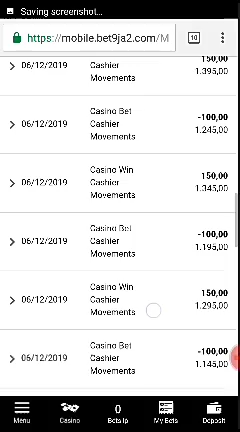 Saving screenshot...
https://mobile.bet9ja2.com/M
10
150,00
06/12/2019 Cashier 1.395,00
Movements
Casino Bet
06/12/2019 Cashier -100,00
Movements 1.245,00
Casino Win
06/12/2019 Cashier 150,00
Movements 1.345,00
Casino Bet
06/12/2019 Cashier -100,00
Movements 1.195,00
Casino Win
06/12/2019 Cashier 150,00
Movements 1.295,00
Casino Bet
06/12/2019 Cashier -100,00
Movements 1.145,00
0
Menu Casino Betslip My Bets Deposit